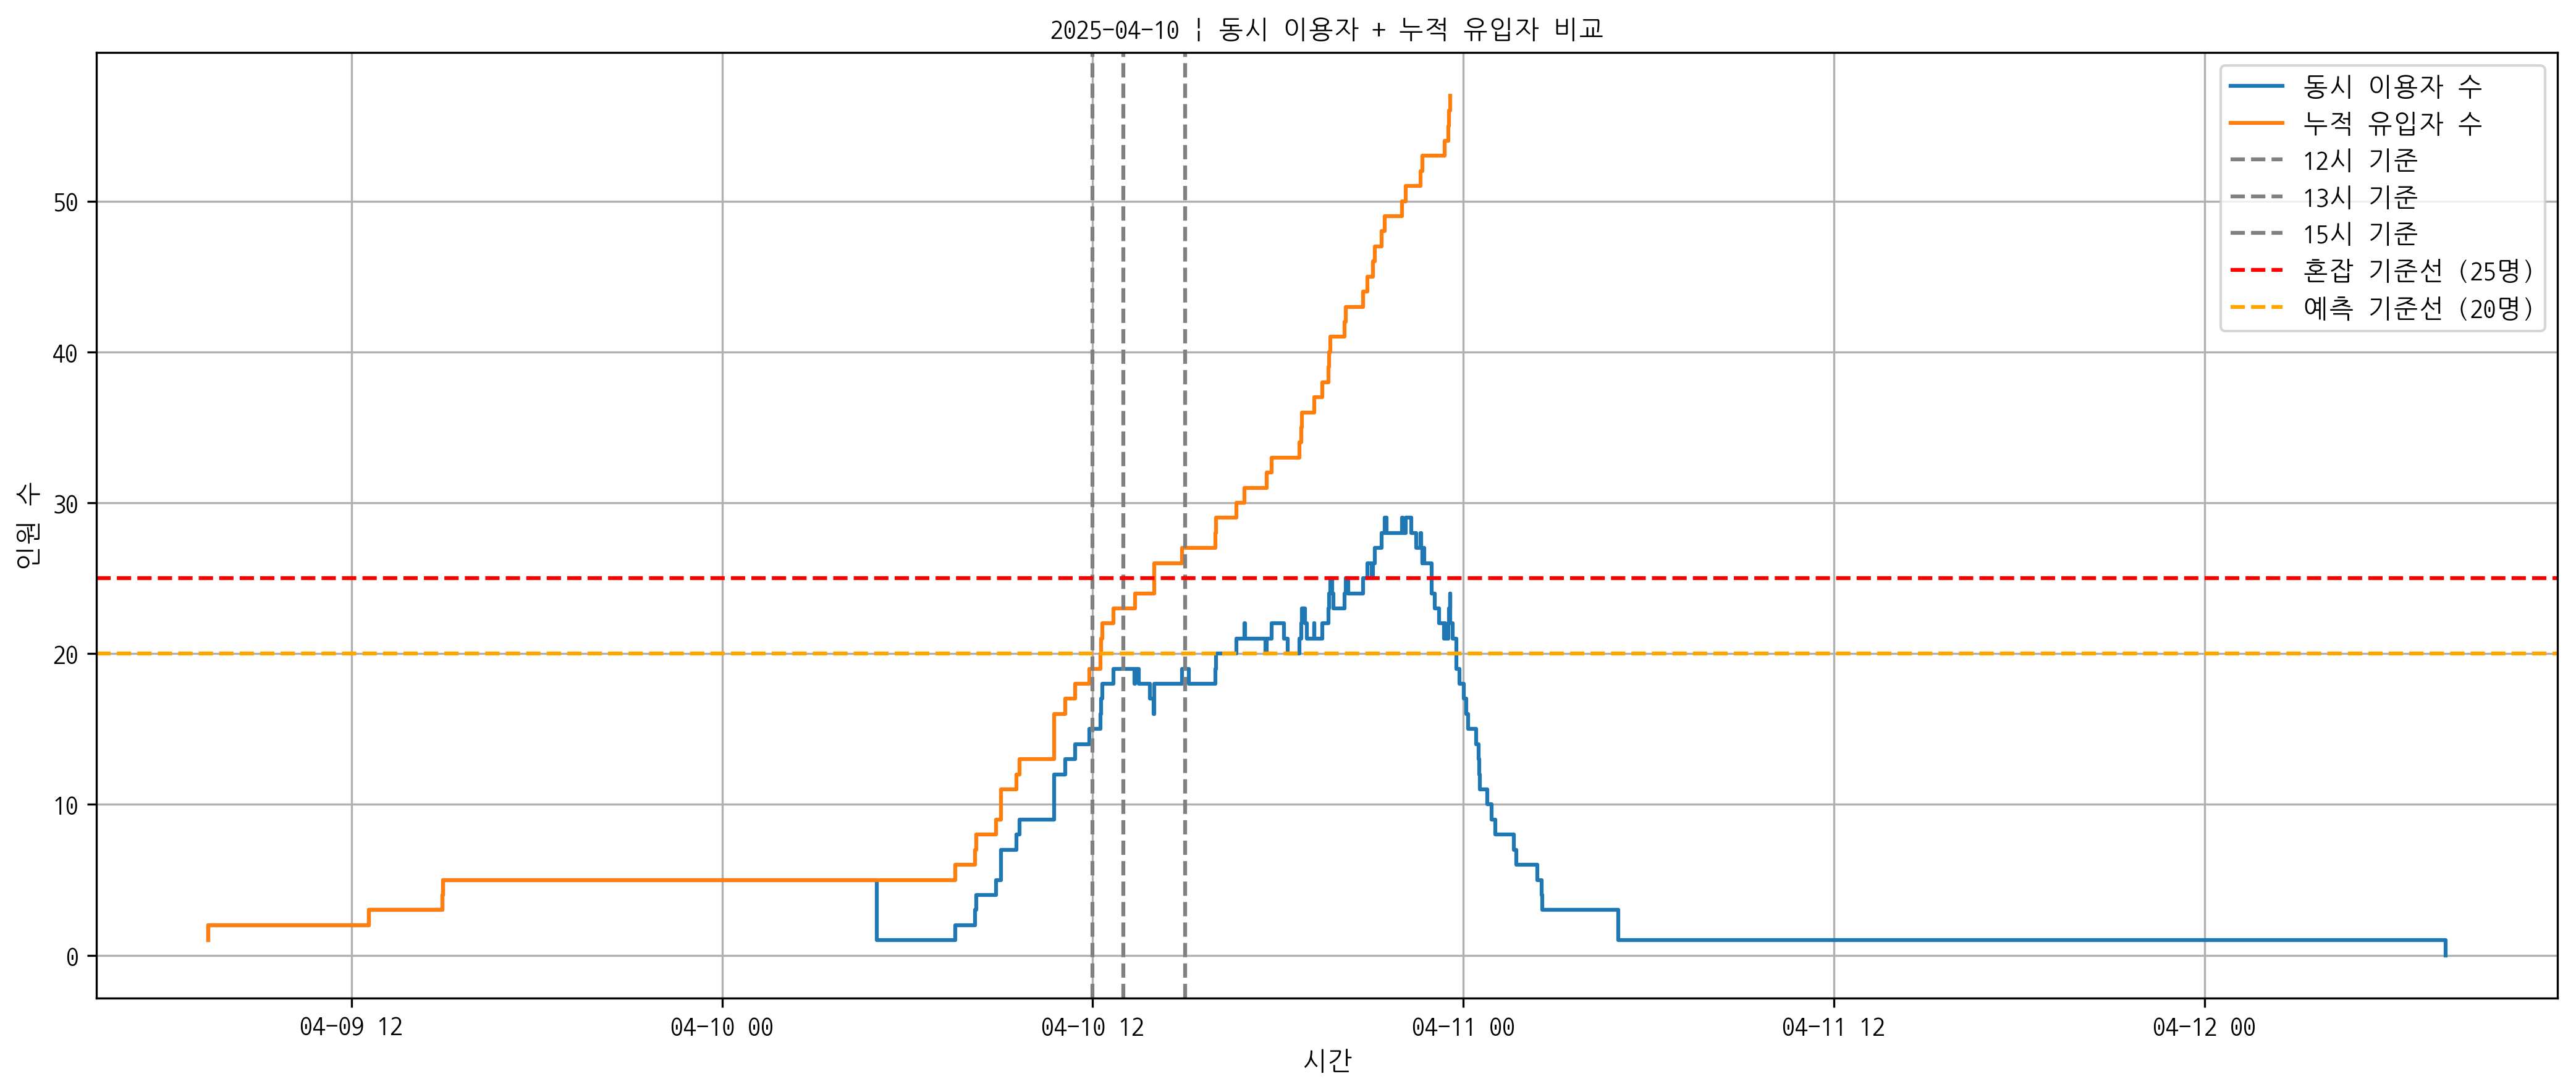 2025-04-10 | 동시 이용자 + 누적 유입자 비교
동시 이용자 수
누적 유입자 수
12시 기준
13시 기준
15시 기준
혼잡 기준선 (25명)
예측 기준선 (20명)
인원 수
50
40
30
20
10
0
04-09 12
04-10 00
04-10 12
04-11 00
04-11 12
04-12 00
시간